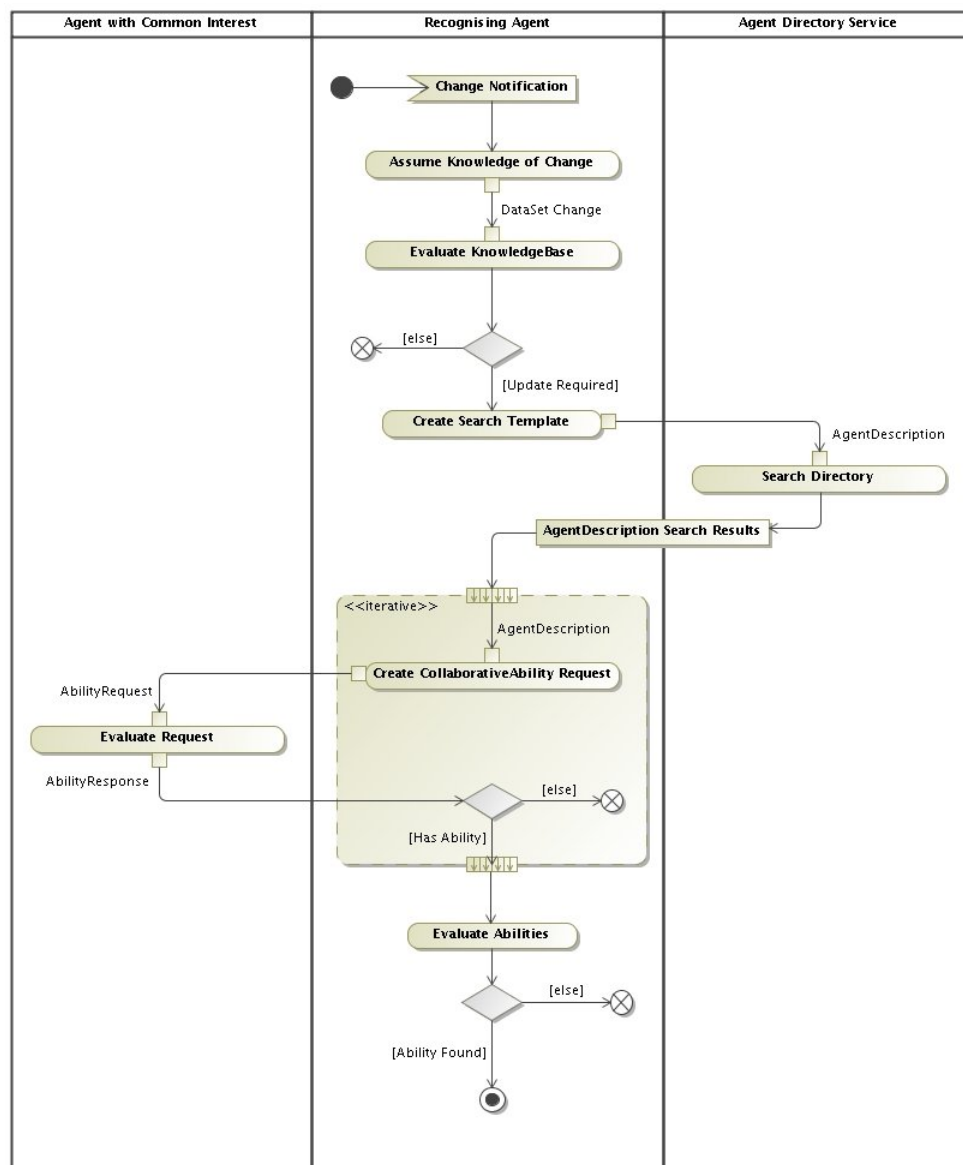 Agent with Common Interest
Recognising Agent
Agent Directory Service
Change Notification
Assume Knowledge of Change
DataSet Change
Evaluate KnowledgeBase
[else]
[Update Required]
Create Search Template
AgentDescription
Search Directory
AgentDescription Search Results
<<iterative>>
AgentDescription
Create CollaborativeAbility Request
AbilityRequest
Evaluate Request
AbilityResponse
[else]
[Has Ability]
Evaluate Abilities
[else]
[Ability Found]